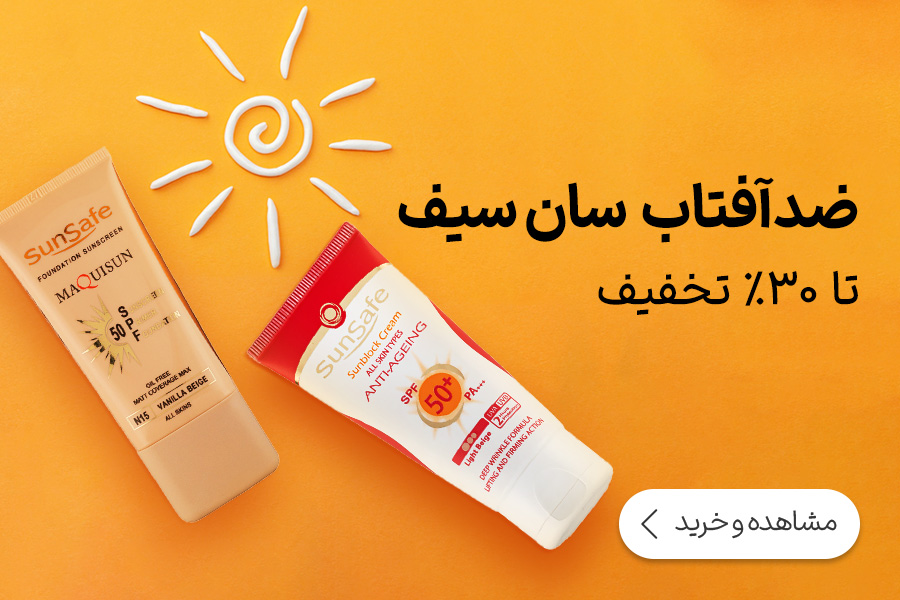 ضدآفتاب سان سیف
تا ۳۰٪ تخفیف
مشاهده و خرید
SunSafe
FOUNDATION SUNSCREEN
MAQUISUN
SPF
50
OIL FREE
MATT COVERAGE MAX
N15 VANILLA BEIGE
ALL SKINS
SunSafe
Sunblock Cream
ALL SKIN TYPES
ANTI-AGEING
SPF 50+ PA...
UVA UVB
Light Beige
DEEP WRINKLE FORMULA
LIFTING AND FIRMING ACTION